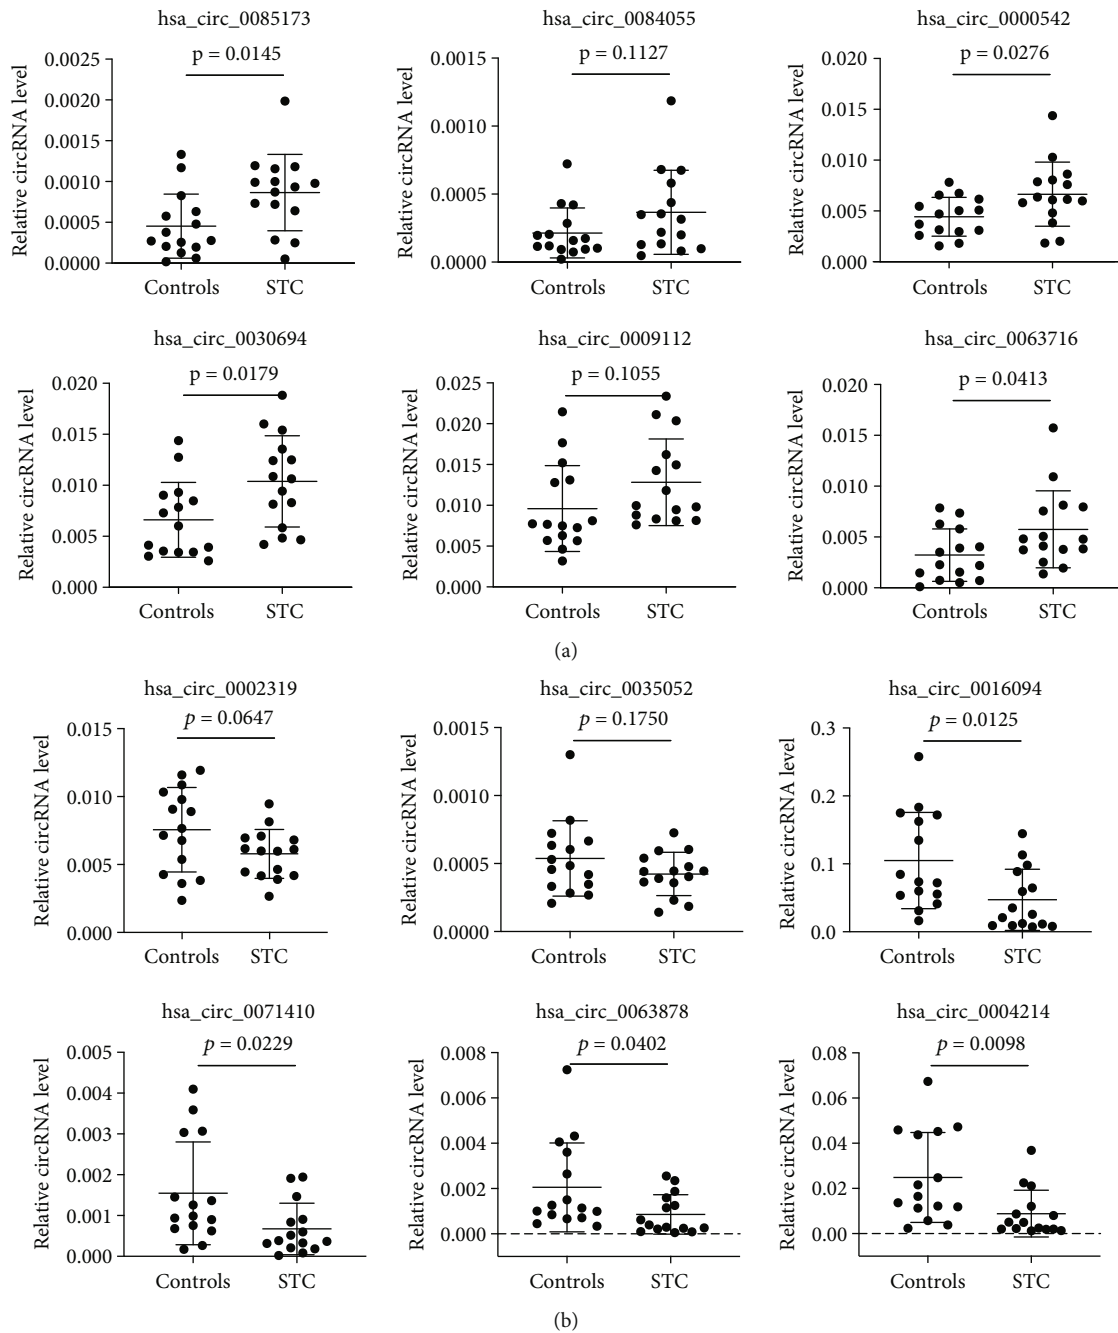 hsa_circ_0085173
p = 0.0145
Relative circRNA level
0.0025
0.0020
0.0015
0.0010
0.0005
0.0000
Controls STC
hsa_circ_0084055
p = 0.1127
Relative circRNA level
0.0015
0.0010
0.0005
0.0000
Controls STC
hsa_circ_0000542
p = 0.0276
Relative circRNA level
0.020
0.015
0.010
0.005
0.000
Controls STC
hsa_circ_0030694
p = 0.0179
Relative circRNA level
0.020
0.015
0.010
0.005
0.000
Controls STC
hsa_circ_0009112
p = 0.1055
Relative circRNA level
0.025
0.020
0.015
0.010
0.005
0.000
Controls STC
hsa_circ_0063716
p = 0.0413
Relative circRNA level
0.020
0.015
0.010
0.005
0.000
Controls STC
(a)
hsa_circ_0002319
p = 0.0647
Relative circRNA level
0.015
0.010
0.005
0.000
Controls STC
hsa_circ_0035052
p = 0.1750
Relative circRNA level
0.0015
0.0010
0.0005
0.0000
Controls STC
hsa_circ_0016094
p = 0.0125
Relative circRNA level
0.3
0.2
0.1
0.0
Controls STC
hsa_circ_0071410
p = 0.0229
Relative circRNA level
0.005
0.004
0.003
0.002
0.001
0.000
Controls STC
hsa_circ_0063878
p = 0.0402
Relative circRNA level
0.008
0.006
0.004
0.002
0.000
Controls STC
hsa_circ_0004214
p = 0.0098
Relative circRNA level
0.08
0.06
0.04
0.02
0.00
Controls STC
(b)